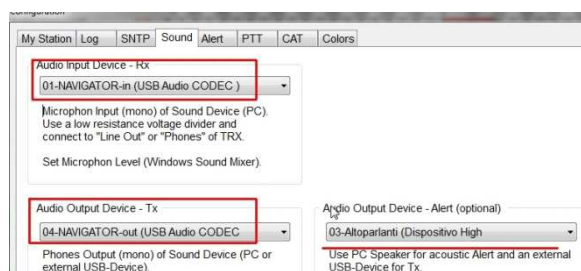 Configuration
My Station Log SNTP Sound Alert PTT CAT Colors
Audio Input Device - Rx
01-NAVIGATOR-in (USB Audio CODEC )
Microphon Input (mono) of Sound Device (PC).
Use a low resistance voltage divider and
connect to "Line Out" or "Phones" of TRX.
Set Microphon Level (Windows Sound Mixer).
Audio Output Device - Tx
04-NAVIGATOR-out (USB Audio CODEC
Phones Output (mono) of Sound Device (PC or
external USB-Device).
Audio Output Device - Alert (optional)
03-Altoparlanti (Dispositivo High
Use PC Speaker for acoustic Alert and an external
USB-Device for Tx.